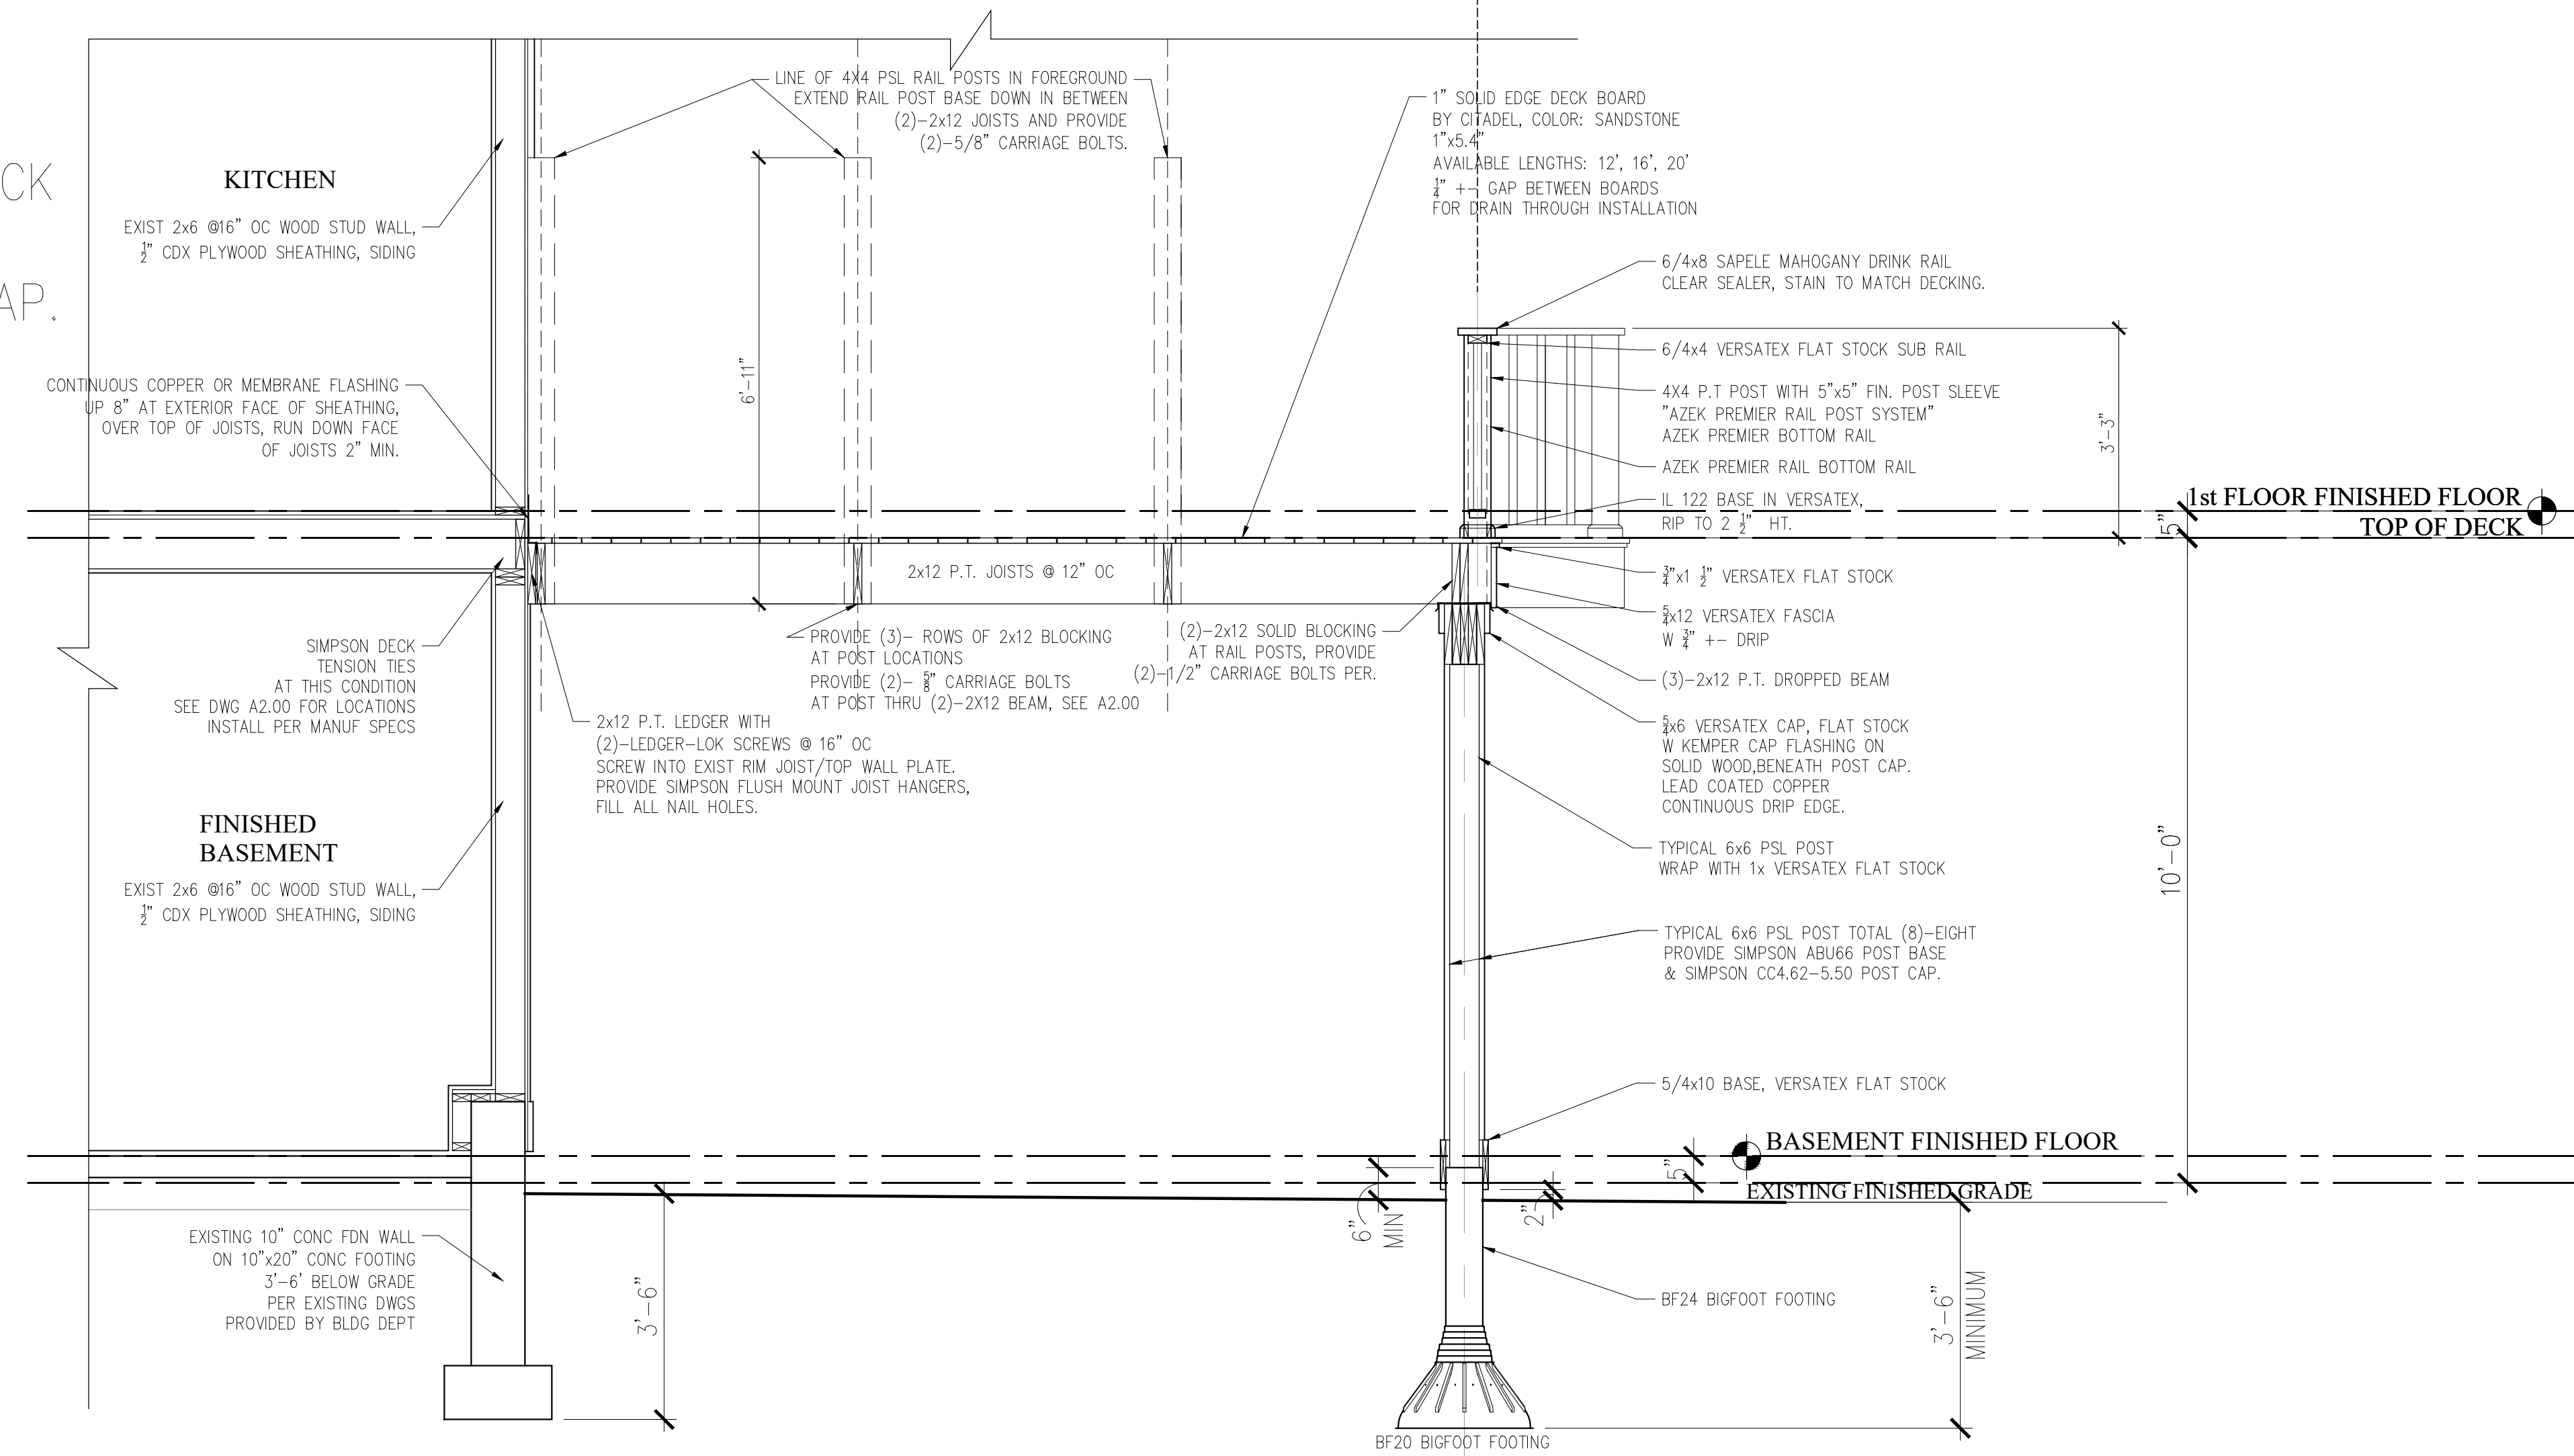 CK
AP.
KITCHEN
EXIST 2x6 @16" OC WOOD STUD WALL,
1/2" CDX PLYWOOD SHEATHING, SIDING
CONTINUOUS COPPER OR MEMBRANE FLASHING
UP 8" AT EXTERIOR FACE OF SHEATHING,
OVER TOP OF JOISTS, RUN DOWN FACE
OF JOISTS 2" MIN.
SIMPSON DECK
TENSION TIES
AT THIS CONDITION
SEE DWG A2.00 FOR LOCATIONS
INSTALL PER MANUF SPECS
FINISHED
BASEMENT
EXIST 2x6 @16" OC WOOD STUD WALL,
1/2" CDX PLYWOOD SHEATHING, SIDING
EXISTING 10" CONC FDN WALL
ON 10"x20" CONC FOOTING
3'-6' BELOW GRADE
PER EXISTING DWGS
PROVIDED BY BLDG DEPT
3'-6"
LINE OF 4X4 PSL RAIL POSTS IN FOREGROUND
EXTEND RAIL POST BASE DOWN IN BETWEEN
(2)-2x12 JOISTS AND PROVIDE
(2)-5/8" CARRIAGE BOLTS.
6'-11"
2x12 P.T. JOISTS @ 12" OC
PROVIDE (3)- ROWS OF 2x12 BLOCKING
AT POST LOCATIONS
PROVIDE (2)- 5/8" CARRIAGE BOLTS
AT POST THRU (2)-2X12 BEAM, SEE A2.00
(2)-2x12 SOLID BLOCKING
AT RAIL POSTS, PROVIDE
(2)-1/2" CARRIAGE BOLTS PER.
2x12 P.T. LEDGER WITH
(2)-LEDGER-LOK SCREWS @ 16" OC
SCREW INTO EXIST RIM JOIST/TOP WALL PLATE.
PROVIDE SIMPSON FLUSH MOUNT JOIST HANGERS,
FILL ALL NAIL HOLES.
1" SOLID EDGE DECK BOARD
BY CITADEL, COLOR: SANDSTONE
1"x5.4"
AVAILABLE LENGTHS: 12', 16', 20'
1/4" +- GAP BETWEEN BOARDS
FOR DRAIN THROUGH INSTALLATION
6/4x8 SAPELE MAHOGANY DRINK RAIL
CLEAR SEALER, STAIN TO MATCH DECKING.
6/4x4 VERSATEX FLAT STOCK SUB RAIL
4X4 P.T POST WITH 5"x5" FIN. POST SLEEVE
"AZEK PREMIER RAIL POST SYSTEM"
AZEK PREMIER BOTTOM RAIL
AZEK PREMIER RAIL BOTTOM RAIL
IL 122 BASE IN VERSATEX,
RIP TO 2 1/2" HT.
3/4"x1 1/2" VERSATEX FLAT STOCK
5/4x12 VERSATEX FASCIA
W 3/4" +- DRIP
(3)-2x12 P.T. DROPPED BEAM
5/4x6 VERSATEX CAP, FLAT STOCK
W KEMPER CAP FLASHING ON
SOLID WOOD,BENEATH POST CAP.
LEAD COATED COPPER
CONTINUOUS DRIP EDGE.
TYPICAL 6x6 PSL POST
WRAP WITH 1x VERSATEX FLAT STOCK
TYPICAL 6x6 PSL POST TOTAL (8)-EIGHT
PROVIDE SIMPSON ABU66 POST BASE
& SIMPSON CC4.62-5.50 POST CAP.
5/4x10 BASE, VERSATEX FLAT STOCK
3'-3"
1st FLOOR FINISHED FLOOR
TOP OF DECK
5"
10'-0"
BASEMENT FINISHED FLOOR
5"
EXISTING FINISHED GRADE
6"
MIN
2"
BF24 BIGFOOT FOOTING
3'-6"
MINIMUM
BF20 BIGFOOT FOOTING